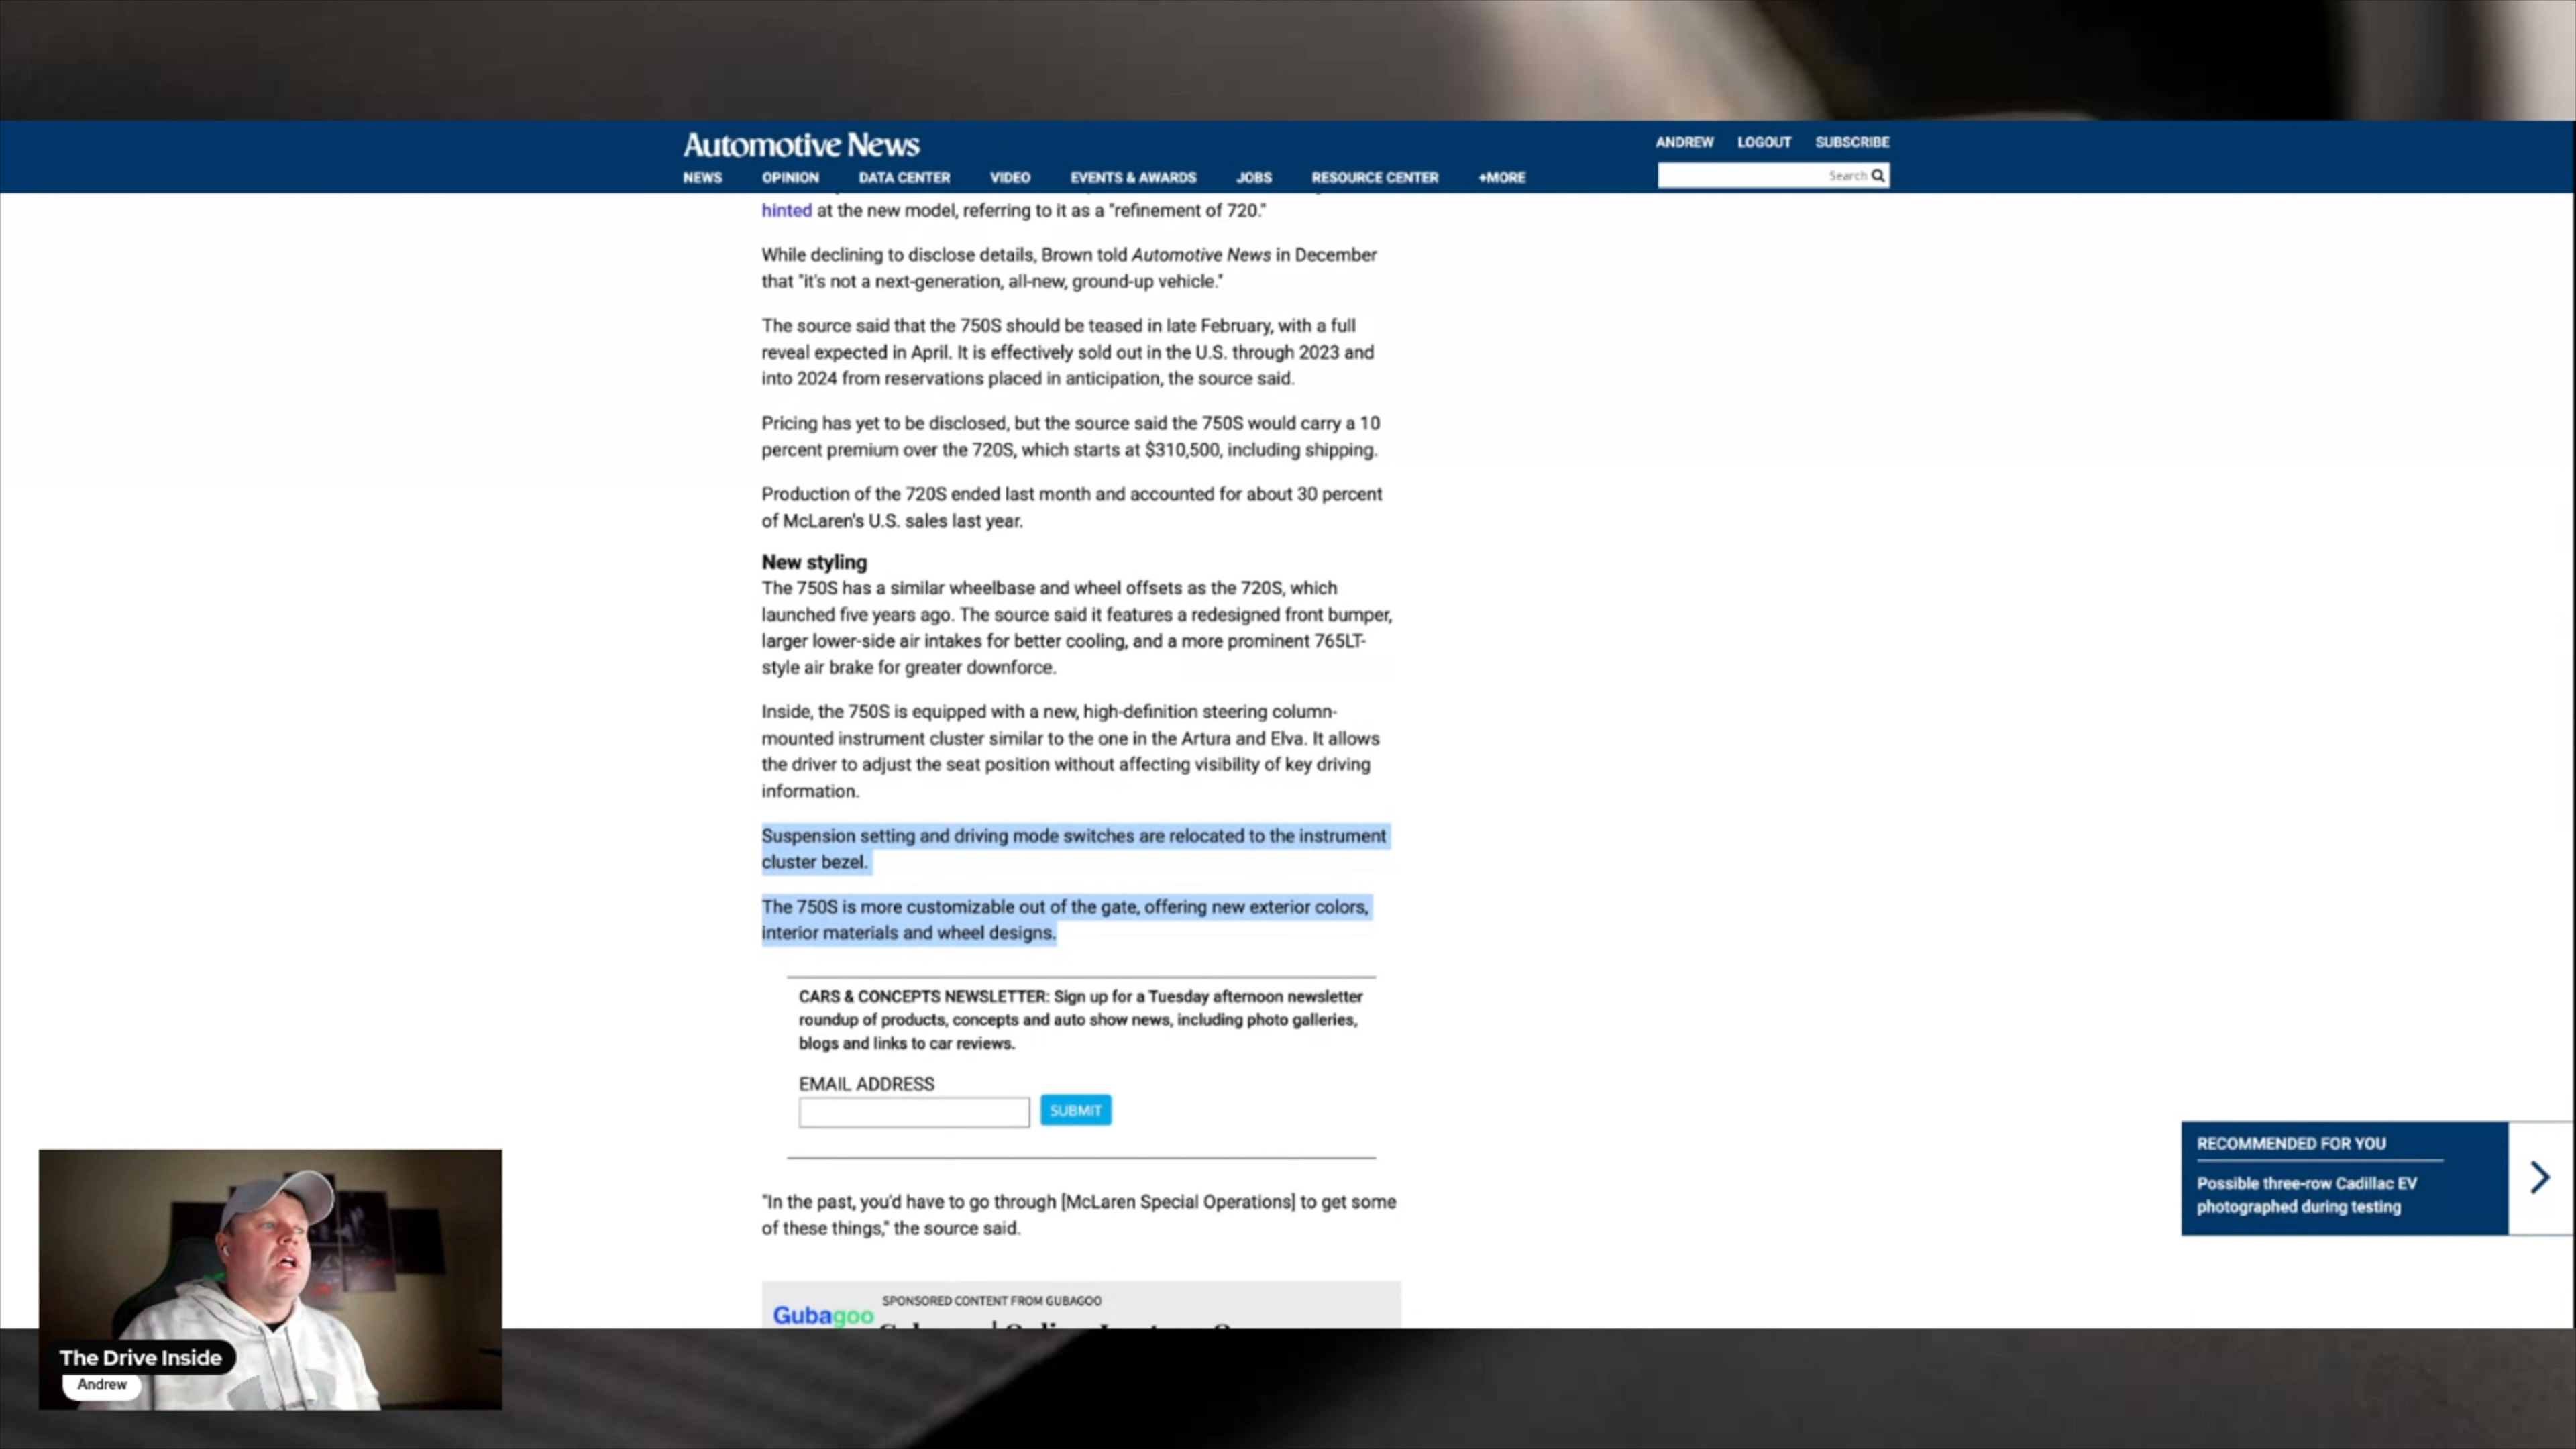 Automotive News
ANDREW LOGOUT SUBSCRIBE
NEWS OPINION DATA CENTER VIDEO EVENTS & AWARDS JOBS RESOURCE CENTER +MORE
Search
hinted at the new model, referring to it as a "refinement of 720."
While declining to disclose details, Brown told Automotive News in December
that "it's not a next-generation, all-new, ground-up vehicle."
The source said that the 750S should be teased in late February, with a full
reveal expected in April. It is effectively sold out in the U.S. through 2023 and
into 2024 from reservations placed in anticipation, the source said.
Pricing has yet to be disclosed, but the source said the 750S would carry a 10
percent premium over the 720S, which starts at $310,500, including shipping.
Production of the 720S ended last month and accounted for about 30 percent
of McLaren's U.S. sales last year.
New styling
The 750S has a similar wheelbase and wheel offsets as the 720S, which
launched five years ago. The source said it features a redesigned front bumper,
larger lower-side air intakes for better cooling, and a more prominent 765LT-
style air brake for greater downforce.
Inside, the 750S is equipped with a new, high-definition steering column-
mounted instrument cluster similar to the one in the Artura and Elva. It allows
the driver to adjust the seat position without affecting visibility of key driving
information.
Suspension setting and driving mode switches are relocated to the instrument
cluster bezel.
The 750S is more customizable out of the gate, offering new exterior colors,
interior materials and wheel designs.
CARS & CONCEPTS NEWSLETTER: Sign up for a Tuesday afternoon newsletter
roundup of products, concepts and auto show news, including photo galleries,
blogs and links to car reviews.
EMAIL ADDRESS
SUBMIT
"In the past, you'd have to go through [McLaren Special Operations] to get some
of these things," the source said.
SPONSORED CONTENT FROM GUBAGOO
Gubagoo
RECOMMENDED FOR YOU
Possible three-row Cadillac EV
photographed during testing
The Drive Inside
Andrew